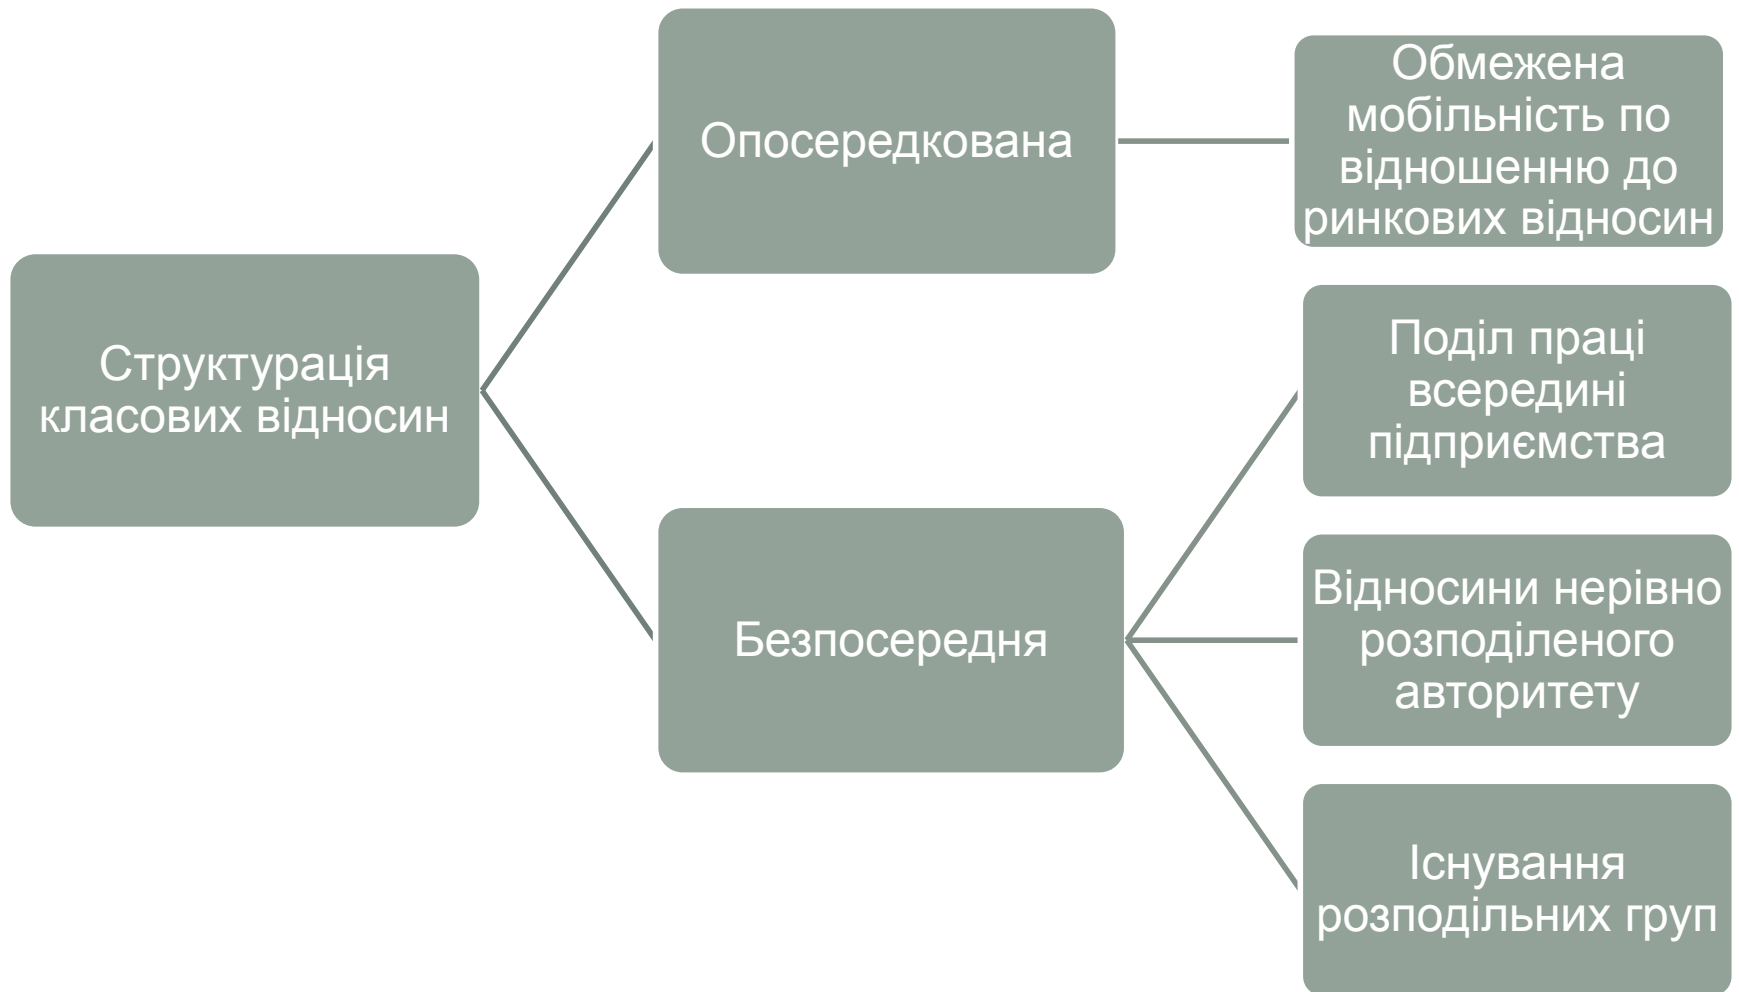 Структурація
класових відносин
Опосередкована
Обмежена
мобільність по
відношенню до
ринкових відносин
Безпосередня
Поділ праці
всередині
підприємства
Відносини нерівно
розподіленого
авторитету
Існування
розподільних груп